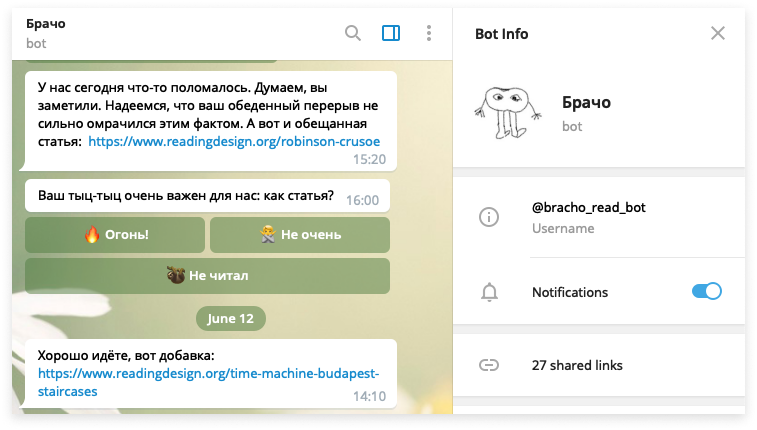 Брачо
bot
У нас сегодня что-то поломалось. Думаем, вы
заметили. Надеемся, что ваш обеденный перерыв не
сильно омрачился этим фактом. А вот и обещанная
статья: https://www.readingdesign.org/robinson-crusoe
15:20
Ваш тыц-тыц очень важен для нас: как статья?
16:00
Огонь!
Не очень
Не читал
June 12
Хорошо идёте, вот добавка:
https://www.readingdesign.org/time-machine-budapest-
staircases
14:10
Bot Info
Брачо
bot
@bracho_read_bot
Username
Notifications
27 shared links